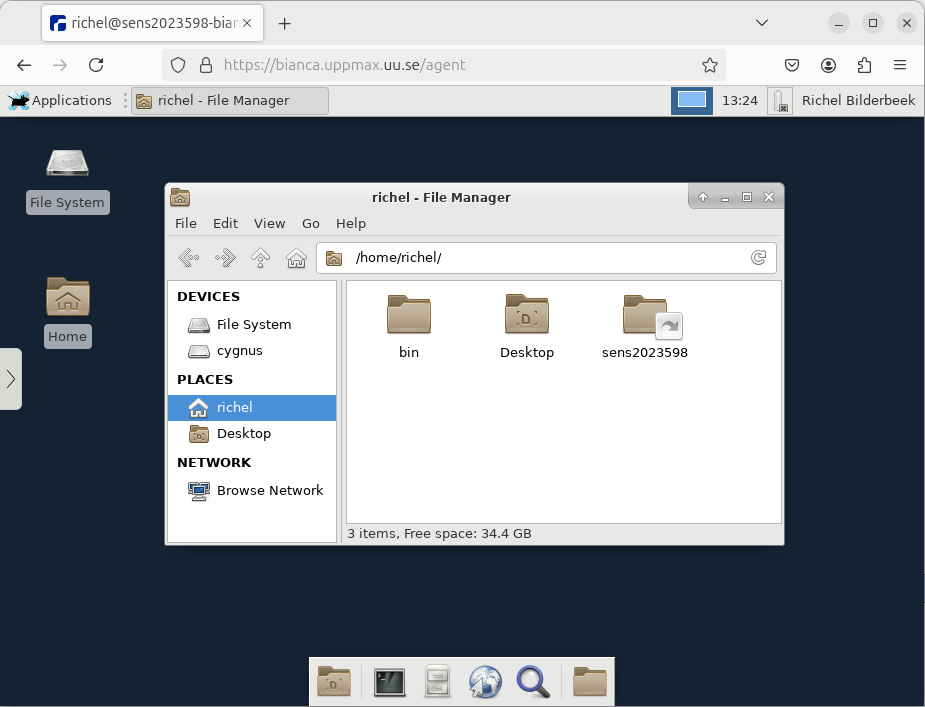 richel@sens2023598-bian
https://bianca.uppmax.uu.se/agent
Applications
richel - File Manager
13:24
Richel Bilderbeek
File System
Home
richel - File Manager
File Edit View Go Help
/home/richel/
DEVICES
File System
cygnus
PLACES
richel
Desktop
NETWORK
Browse Network
bin
Desktop
sens2023598
3 items, Free space: 34.4 GB